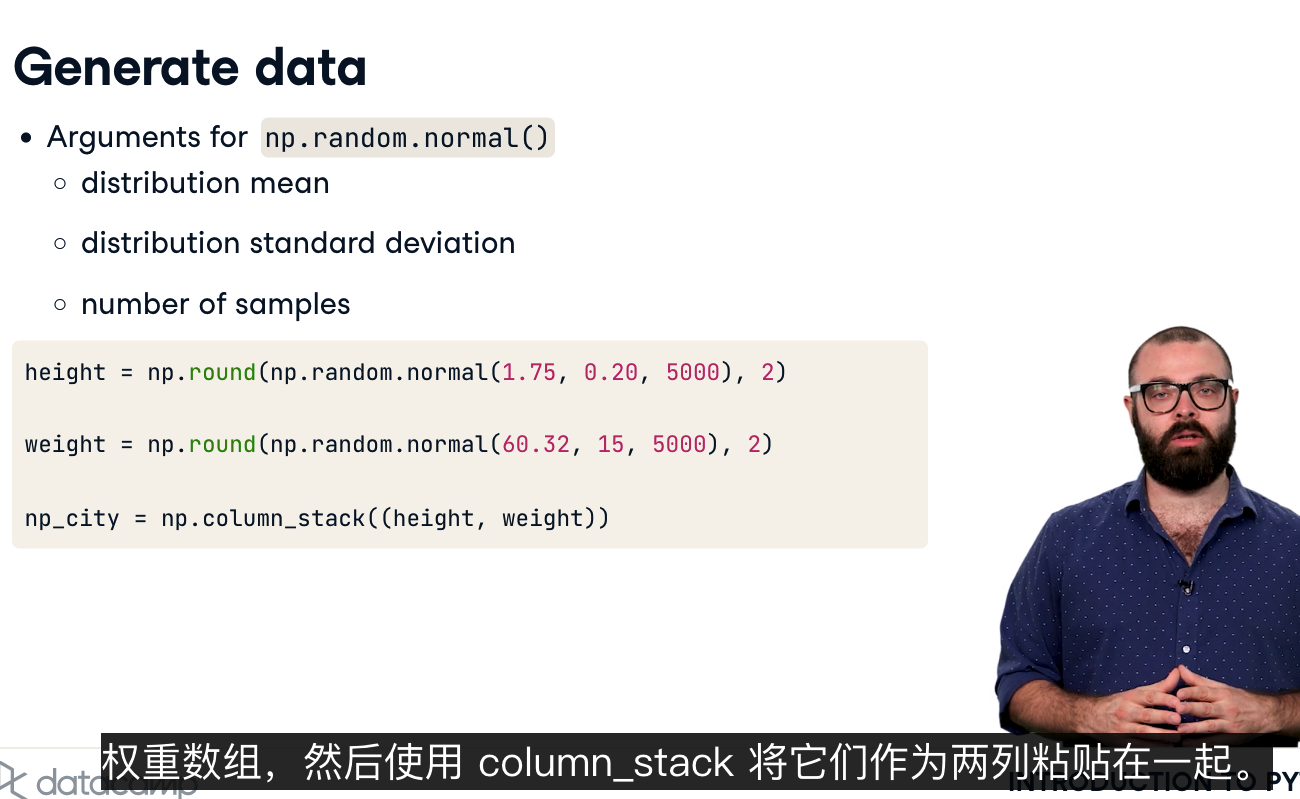 Generate data
• Arguments for np.random.normal()
○ distribution mean
○ distribution standard deviation
○ number of samples
height = np.round(np.random.normal(1.75, 0.20, 5000), 2)
weight = np.round(np.random.normal(60.32, 15, 5000), 2)
np_city = np.column_stack((height, weight))
权重数组，然后使用 column_stack 将它们作为两列粘贴在一起。
datacamp
INTRODUCTION TO PY